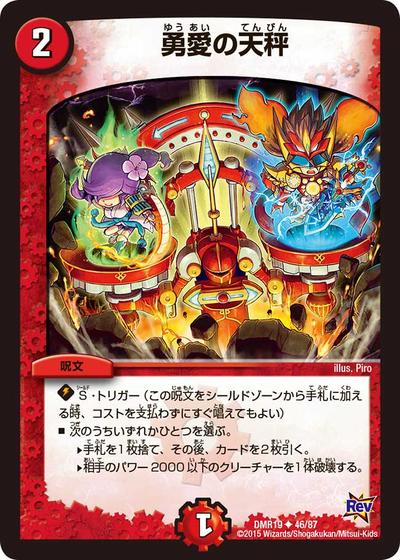 2
ゆうあい てんびん
勇愛の天秤
illus. Piro
呪文
S・トリガー(この呪文をシールドゾーンから手札に加
える時、コストを支払わずにすぐ唱えてもよい)
■ 次のうちいずれかひとつを選ぶ。
▶手札を1枚捨て、その後、カードを2枚引く。
▶相手のパワー2000以下のクリーチャーを1体破壊する。
1
Rev
DMR19 ◆ 46/87
©2015 Wizards/Shogakukan/Mitsui-Kids